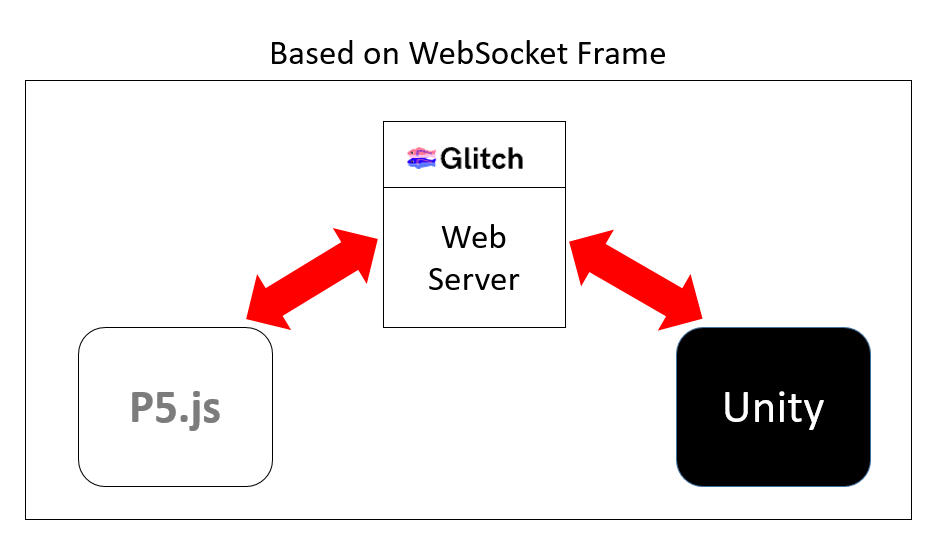 Based on WebSocket Frame
Glitch
Web
Server
P5.js
Unity